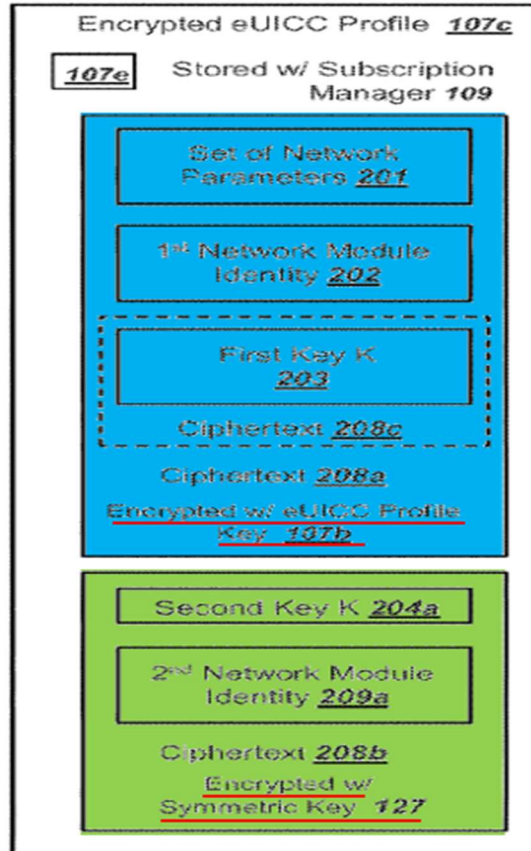 Encrypted eUICC Profile 107c
107e Stored w/ Subscription
Manager 109
Set of Network
Parameters 201
1st Network Module
Identity 202
First Key K
203
Ciphertext 208c
Ciphertext 208a
Encrypted w/ eUICC Profile
Key 107b
Second Key K 204a
2nd Network Module
Identity 209a
Ciphertext 208b
Encrypted w/
Symmetric Key 127